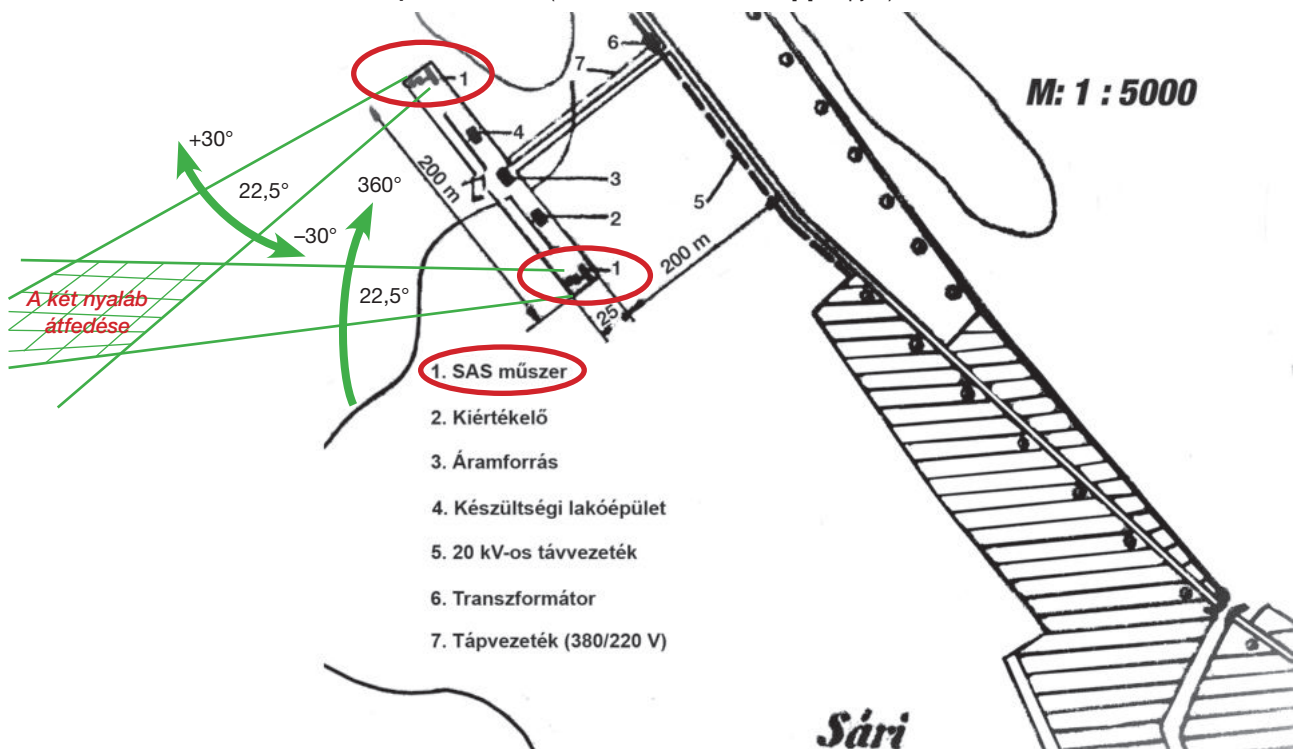 6
1
7
M: 1 : 5000
4
+30°
200 m
22,5°
360°
3
5
2
–30°
200 m
1
22,5°
A két nyaláb
átfedése
25
1. SAS műszer
2. Kiértékelő
3. Áramforrás
4. Készültségi lakóépület
5. 20 kV-os távvezeték
6. Transzformátor
7. Tápvezeték (380/220 V)
Sári